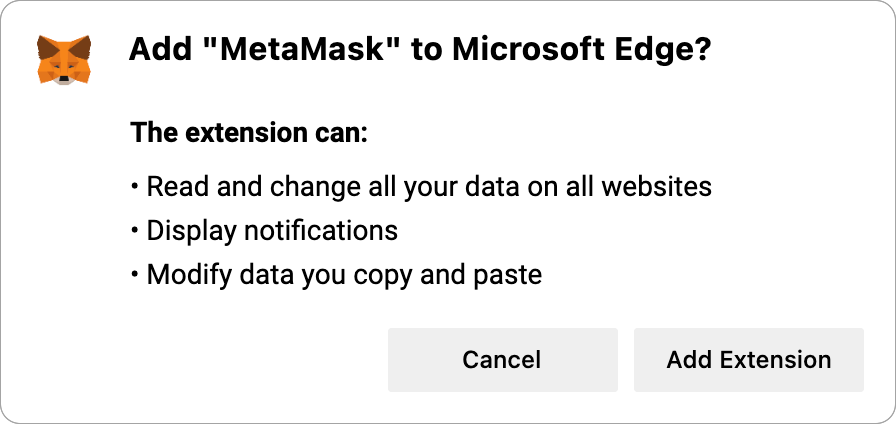 Add "MetaMask" to Microsoft Edge?
The extension can:
• Read and change all your data on all websites
• Display notifications
• Modify data you copy and paste
Cancel
Add Extension